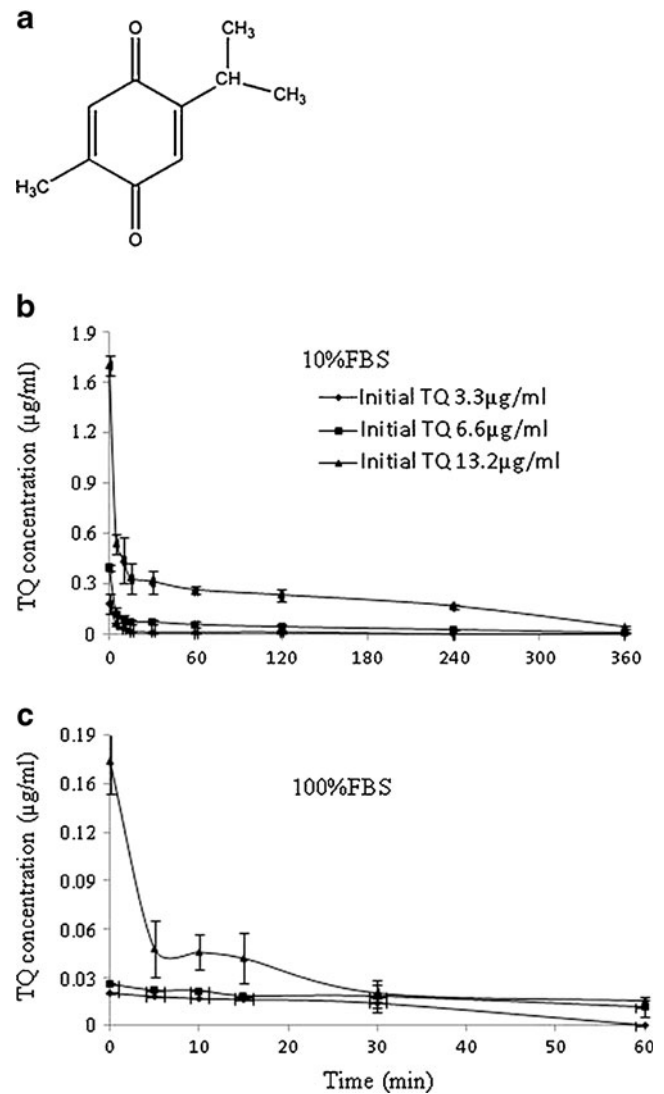 a
O
CH₃
CH
CH₃
H₃C
O
b
TQ concentration (µg/ml)
1.9
1.6
0.9
0.6
0.3
0
10%FBS
Initial TQ 3.3µg/ml
Initial TQ 6.6µg/ml
Initial TQ 13.2µg/ml
0 60 120 180 240 300 360
c
TQ concentration (µg/ml)
0.19
0.16
0.12
0.09
0.06
0.03
0
100%FBS
0 10 20 30 40 50 60
Time (min)